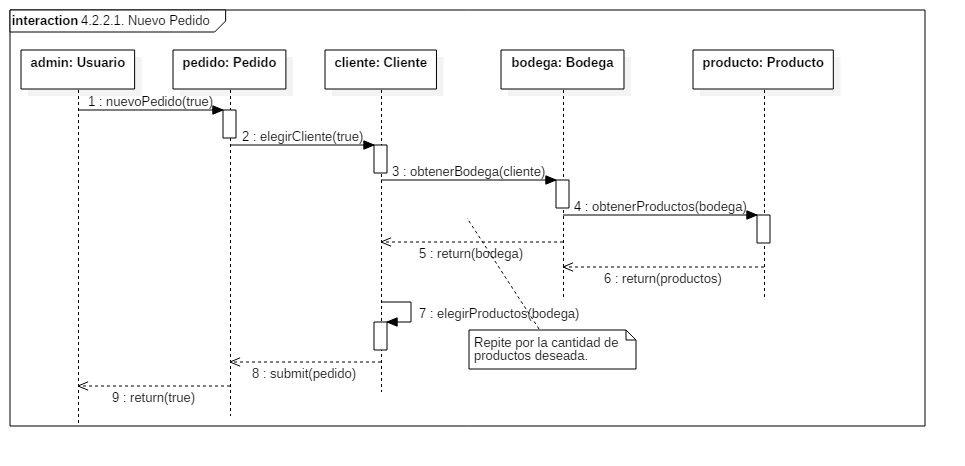 interaction 4.2.2.1. Nuevo Pedido
admin: Usuario
pedido: Pedido
cliente: Cliente
bodega: Bodega
producto: Producto
1 : nuevoPedido(true)
2 : elegirCliente(true)
3 : obtenerBodega(cliente)
4 : obtenerProductos(bodega)
5 : return(bodega)
6 : return(productos)
7 : elegirProductos(bodega)
Repite por la cantidad de
productos deseada.
8 : submit(pedido)
9 : return(true)